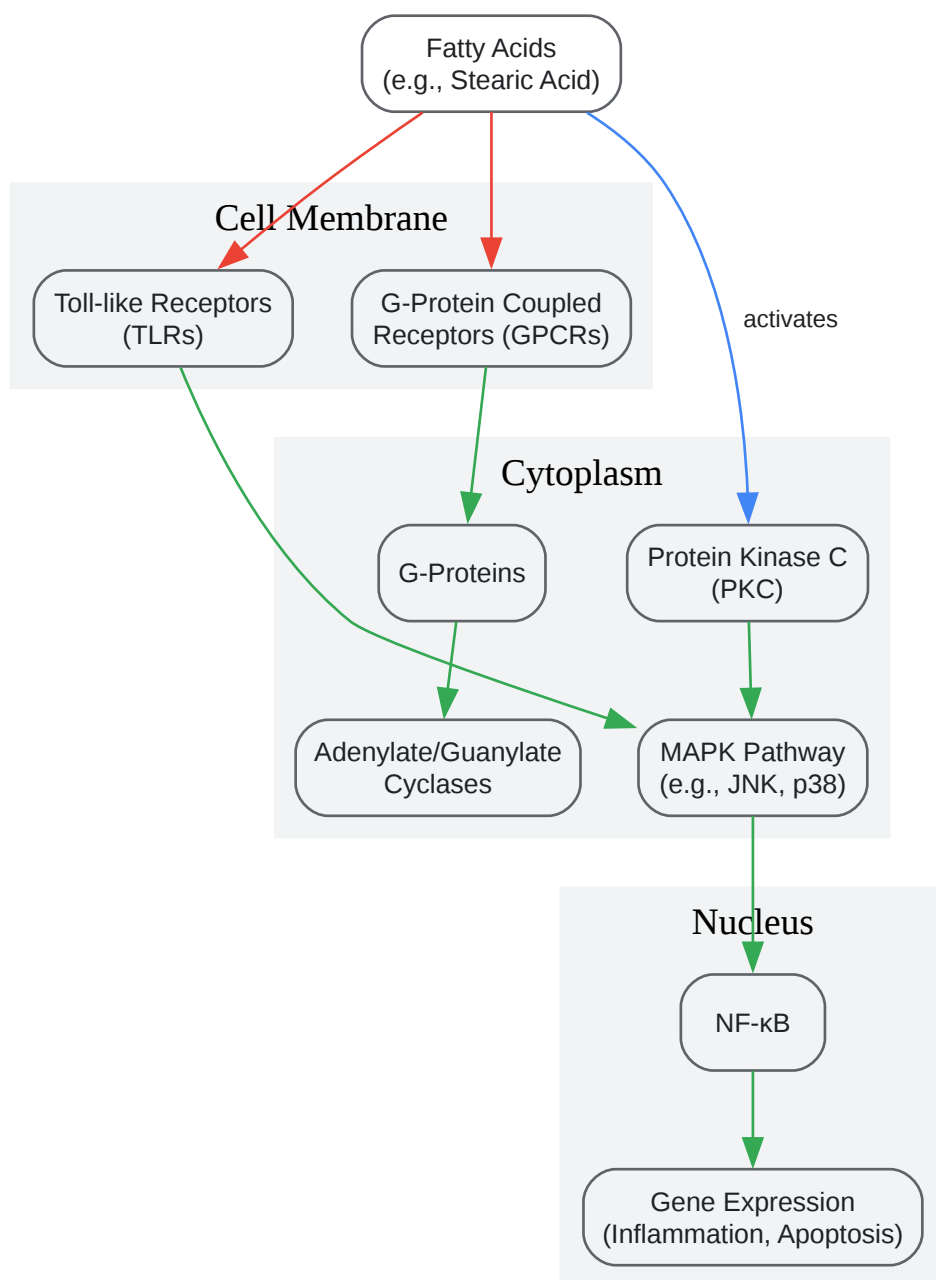 Fatty Acids
(e.g., Stearic Acid)
Cell Membrane
Toll-like Receptors
(TLRs)
G-Protein Coupled
Receptors (GPCRs)
activates
Cytoplasm
G-Proteins
Protein Kinase C
(PKC)
Adenylate/Guanylate
Cyclases
MAPK Pathway
(e.g., JNK, p38)
Nucleus
NF-κB
Gene Expression
(Inflammation, Apoptosis)